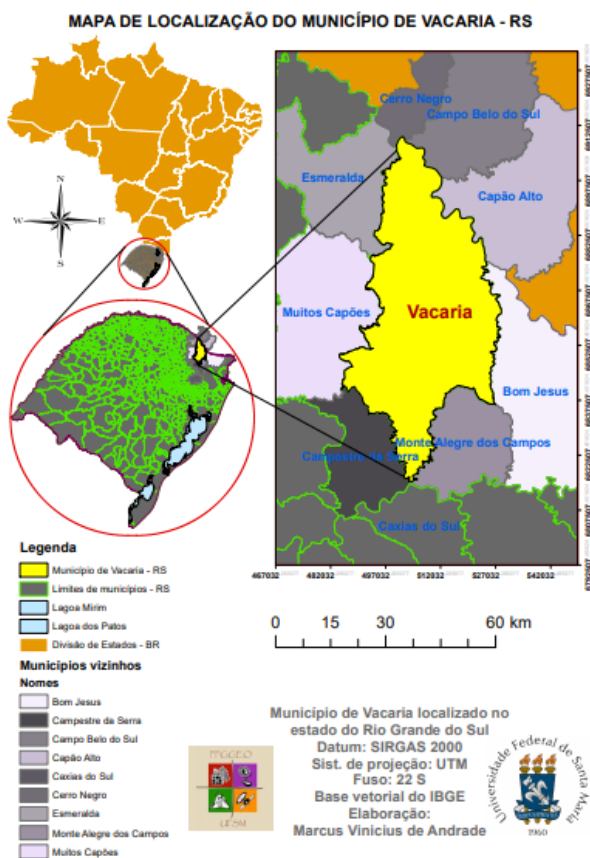 MAPA DE LOCALIZAÇÃO DO MUNICÍPIO DE VACARIA - RS
N
W
E
S
Cerro Negro
Campo Belo do Sul
Esmeralda
Capão Alto
Muitos Capões
Vacaria
Bom Jesus
Monte Alegre dos Campos
Campestre da Serra
Caxias do Sul
467032
482032
497032
512032
527032
542032
0 15 30 60 km
Legenda
Município de Vacaria - RS
Limites de municípios - RS
Lagoa Mirim
Lagoa dos Patos
Divisão de Estados - BR
Municípios vizinhos
Nomes
Bom Jesus
Campestre da Serra
Campo Belo do Sul
Capão Alto
Caxias do Sul
Cerro Negro
Esmeralda
Monte Alegre dos Campos
Muitos Capões
PPGGEO
UFSM
Município de Vacaria localizado no
estado do Rio Grande do Sul
Datum: SIRGAS 2000
Sist. de projeção: UTM
Fuso: 22 S
Base vetorial do IBGE
Elaboração:
Marcus Vinicius de Andrade
Universidade Federal de Santa Maria
1960